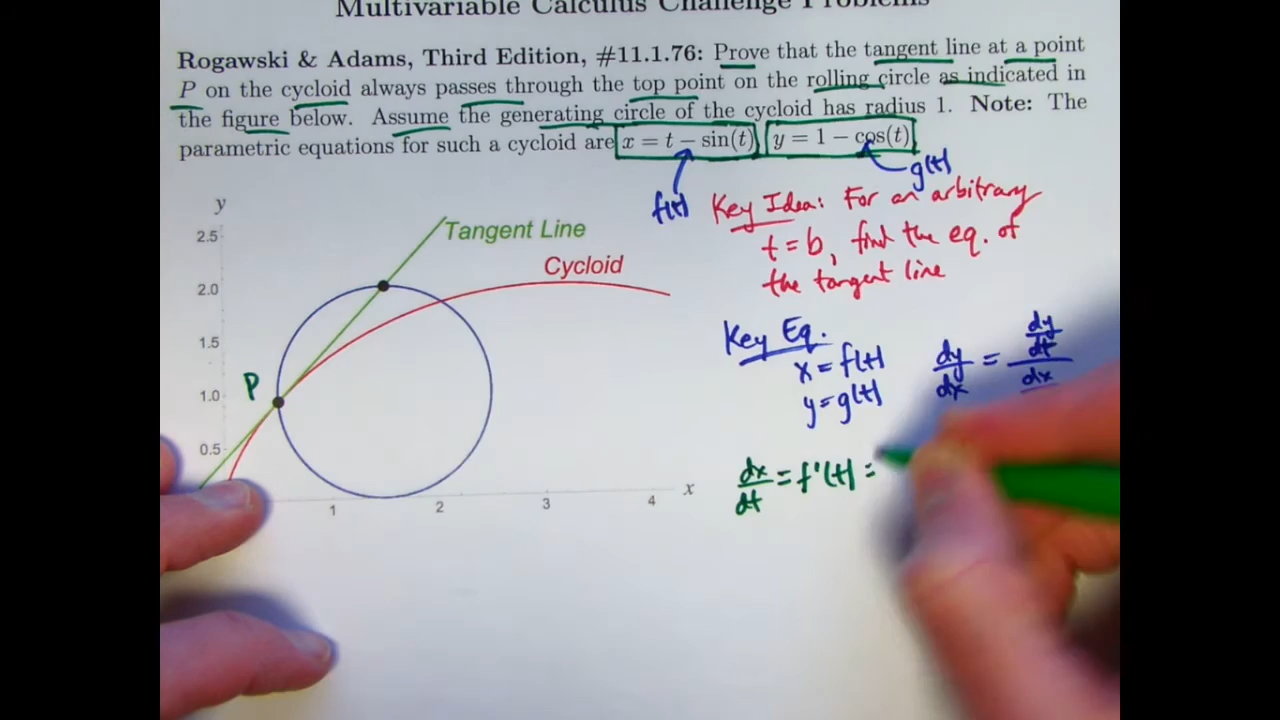 Multivariable Calculus Challenge Problems
Rogawski & Adams, Third Edition, #11.1.76: Prove that the tangent line at a point
P on the cycloid always passes through the top point on the rolling circle as indicated in
the figure below. Assume the generating circle of the cycloid has radius 1. Note: The
parametric equations for such a cycloid are x = t − sin(t), y = 1 − cos(t)
f(t)
g(t)
Key Idea: For an arbitrary
t = b, find the eq. of
the tangent line
y
2.5
Tangent Line
Cycloid
2.0
1.5
P
1.0
0.5
1 2 3 4 x
Key Eq.
x = f(t)
y = g(t)
dy/dx = dy/dt / dx
dx/dt = f'(t) =